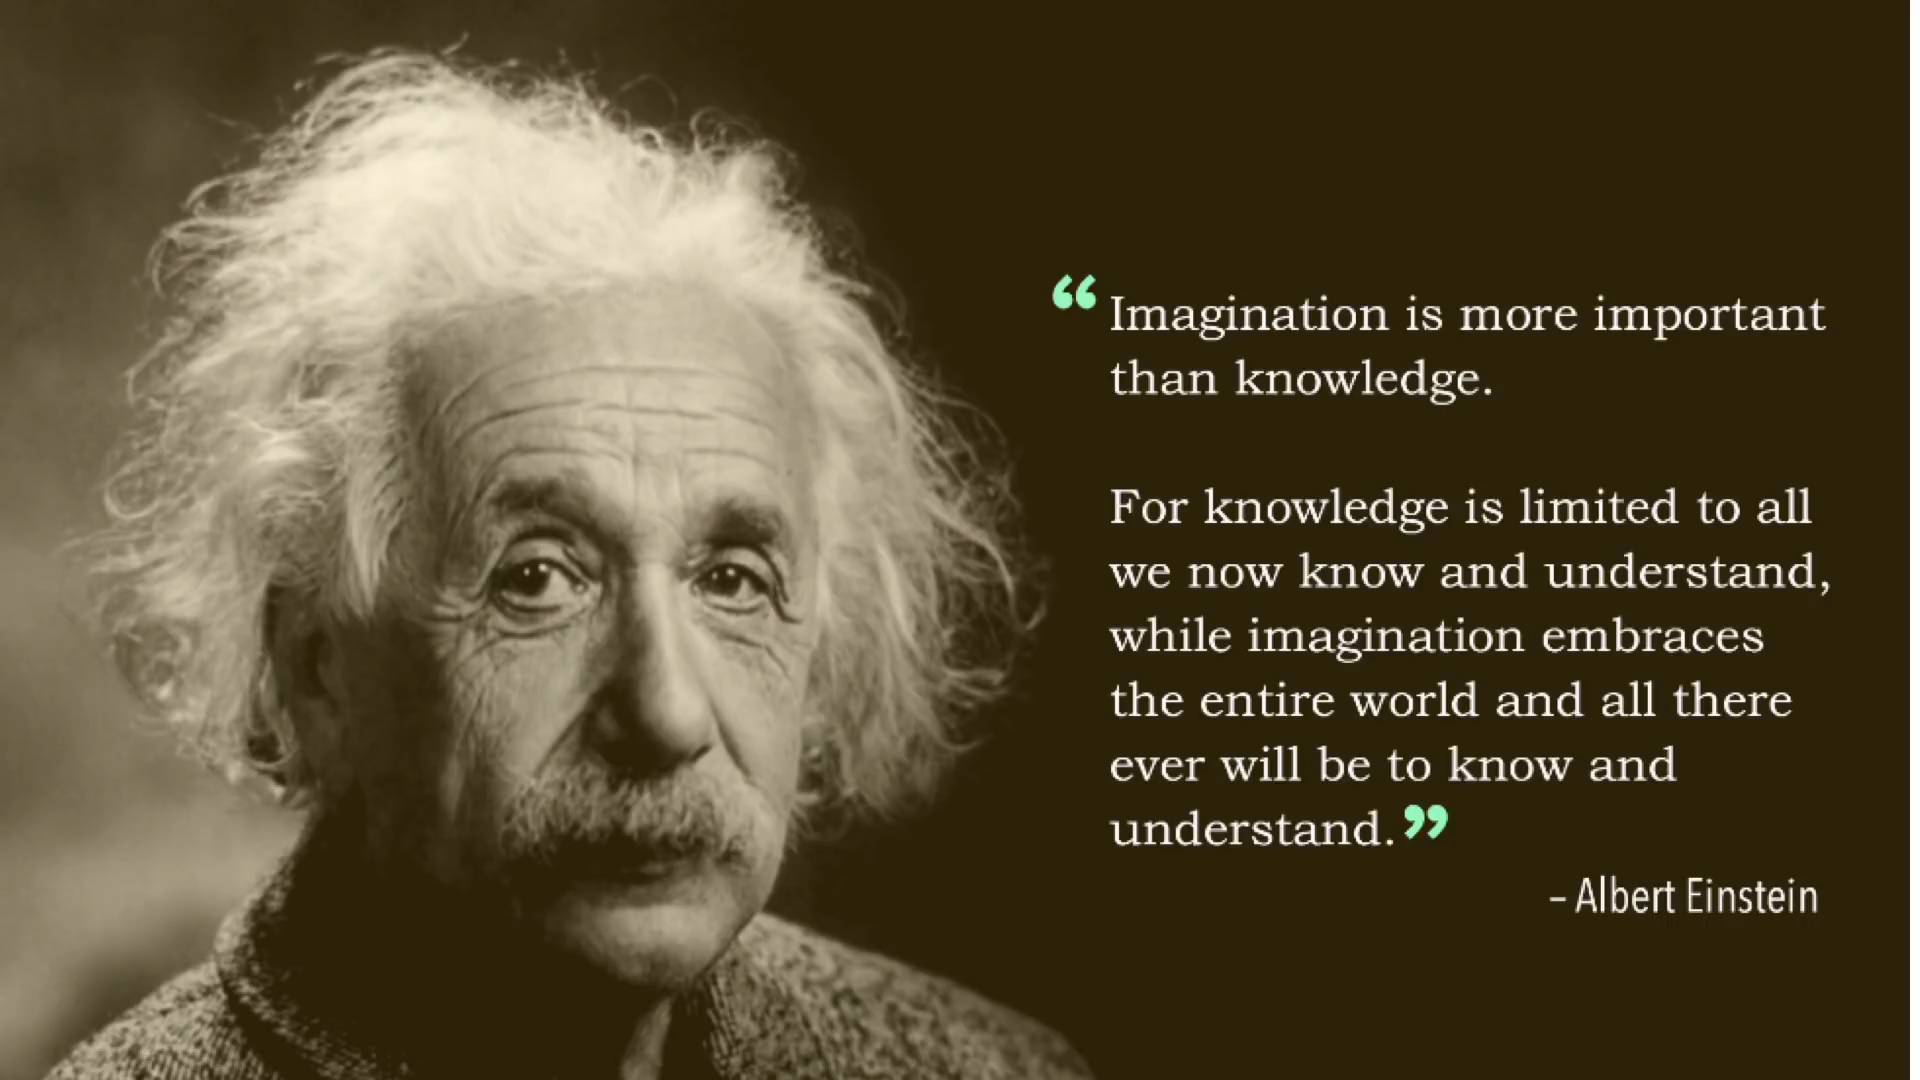 “Imagination is more important
than knowledge.
For knowledge is limited to all
we now know and understand,
while imagination embraces
the entire world and all there
ever will be to know and
understand.”
– Albert Einstein